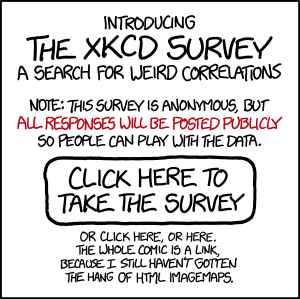 INTRODUCING
THE XKCD SURVEY
A SEARCH FOR WEIRD CORRELATIONS
NOTE: THIS SURVEY IS ANONYMOUS, BUT
ALL RESPONSES WILL BE POSTED PUBLICLY
SO PEOPLE CAN PLAY WITH THE DATA.
CLICK HERE TO
TAKE THE SURVEY
OR CLICK HERE, OR HERE.
THE WHOLE COMIC IS A LINK,
BECAUSE I STILL HAVEN'T GOTTEN
THE HANG OF HTML IMAGEMAPS.